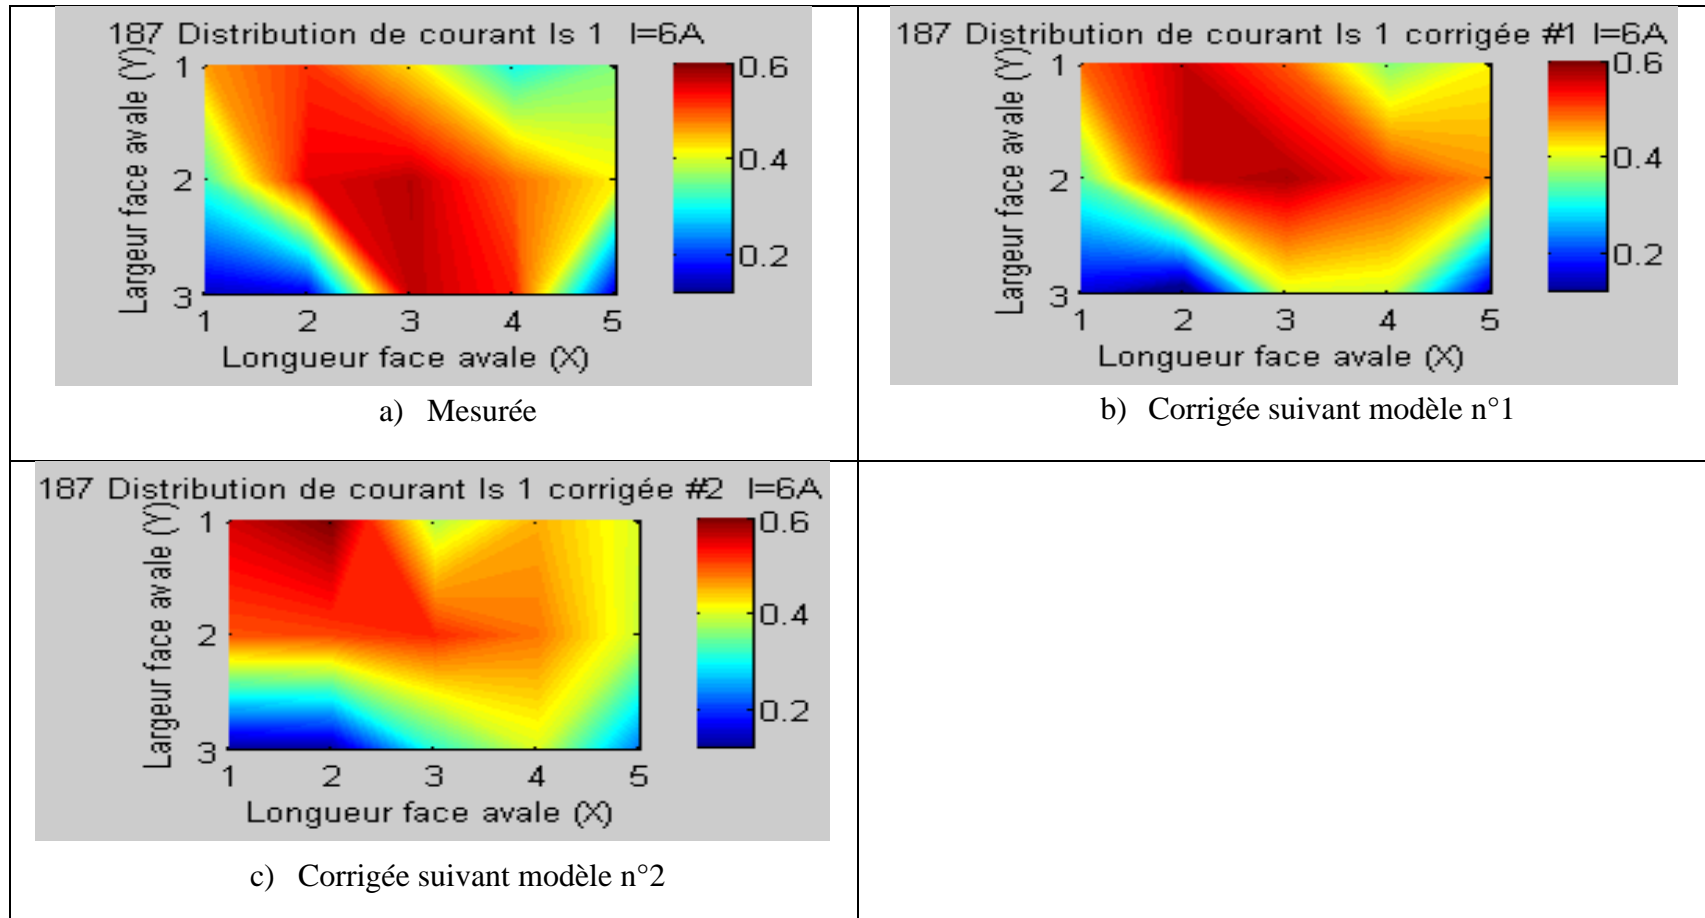 187 Distribution de courant Is 1 I=6A
Largeur face avale (Y)
1
2
3
1 2 3 4 5
Longueur face avale (X)
0.6
0.4
0.2
a) Mesurée
187 Distribution de courant Is 1 corrigée #1 I=6A
Largeur face avale (Y)
1
2
3
1 2 3 4 5
Longueur face avale (X)
0.6
0.4
0.2
b) Corrigée suivant modèle n°1
187 Distribution de courant Is 1 corrigée #2 I=6A
Largeur face avale (Y)
1
2
3
1 2 3 4 5
Longueur face avale (X)
0.6
0.4
0.2
c) Corrigée suivant modèle n°2